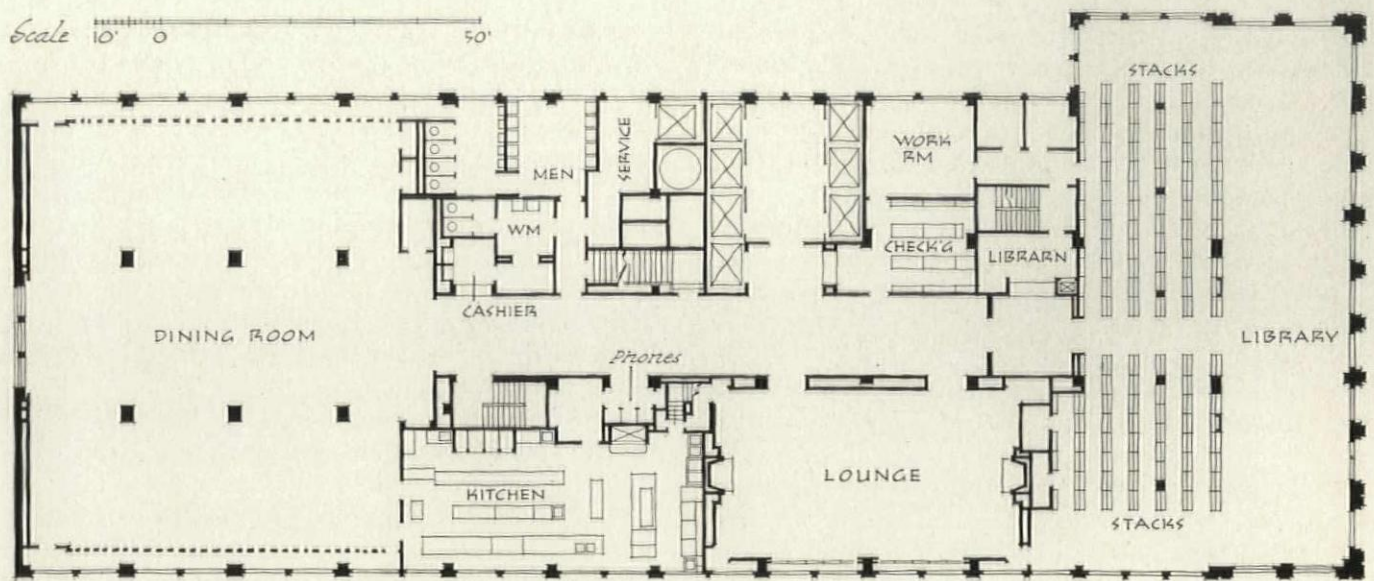 Scale 10' 0 50'
STACKS
SERVICE
WORK
RM
MEN
WM
CHECK'G
LIBRARN
CASHIER
DINING ROOM
LIBRARY
Phones
LOUNGE
KITCHEN
STACKS